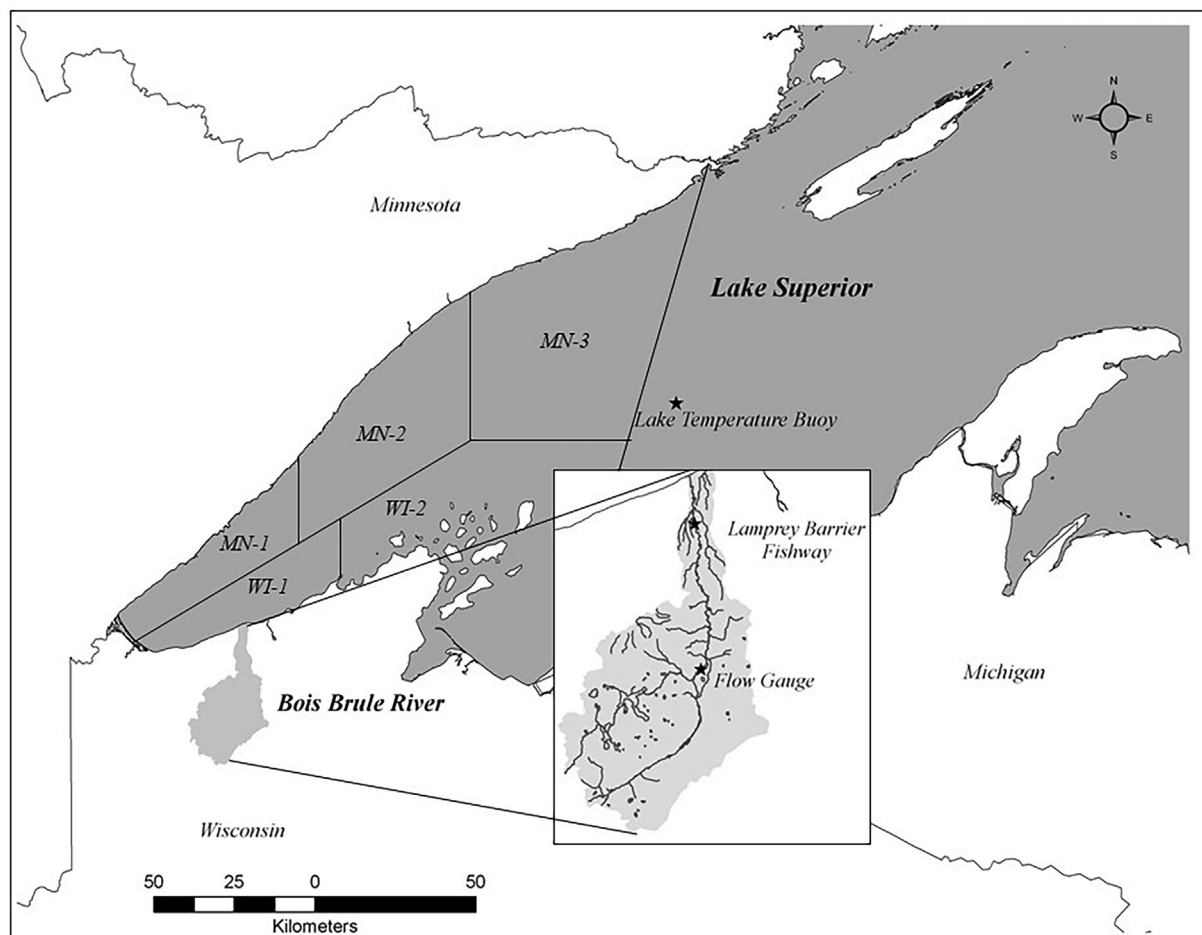 N
W E
S
Minnesota
Lake Superior
MN-3
Lake Temperature Buoy
MN-2
WI-2
MN-1
WI-1
Lamprey Barrier
Fishway
Flow Gauge
Michigan
Bois Brule River
Wisconsin
50 25 0 50
Kilometers